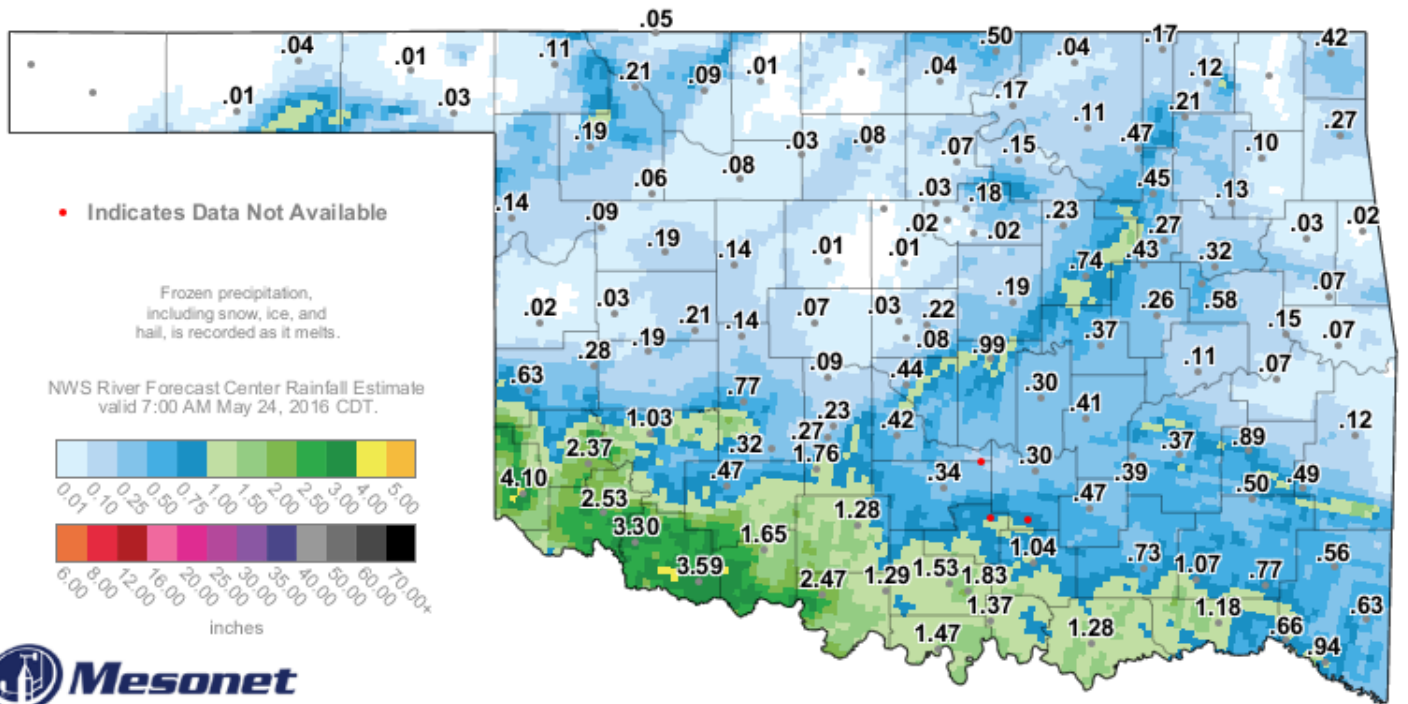 .05
.04 .01 .11 .50 .04 .17 .42
.21 .09 .01 .04 .12
.01 .03 .17 .21
.11 .27
.19 .03 .08 .07 .15 .47 .10
.06 .08 .03 .18 .45 .13
.14 .09 .02 .02 .23 .27 .03 .02
Indicates Data Not Available
.19 .14 .01 .01 .74 .43 .32
.02 .03 .19 .26 .58 .07
Frozen precipitation,
including snow, ice, and
hail, is recorded as it melts.
.21 .14 .07 .03 .22 .37 .15 .07
.28 .19 .08 .99
.63 .09 .44 .30 .11 .07
NWS River Forecast Center Rainfall Estimate
valid 7:00 AM May 24, 2016 CDT.
.77 .41
1.03 .23 .42 .12
2.37 .32 .27 .37 .89
1.76 .30
4.10 .47 .34 .39 .50 .49
0.01 0.10 0.25 0.50 0.75 1.00 1.50 2.00 2.50 3.00 4.00 5.00
2.53 1.28 .47
3.30 1.65 1.04
3.59 2.47 1.29 1.53 1.83 .73 1.07 .77 .56
6.00 8.00 12.00 16.00 20.00 25.00 30.00 35.00 40.00 50.00 60.00 70.00+
1.37 1.18 .63
inches
1.47 1.28 .66
.94
Mesonet